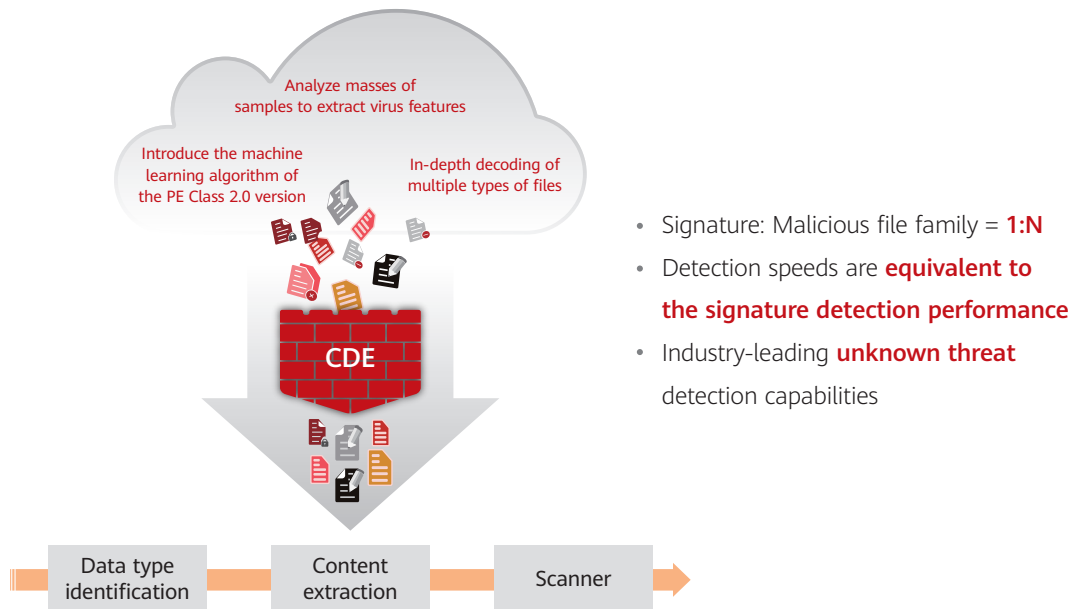 Analyze masses of
samples to extract virus features
Introduce the machine
learning algorithm of
the PE Class 2.0 version
In-depth decoding of
multiple types of files
CDE
• Signature: Malicious file family = 1:N
• Detection speeds are equivalent to
the signature detection performance
• Industry-leading unknown threat
detection capabilities
Data type
identification
Content
extraction
Scanner